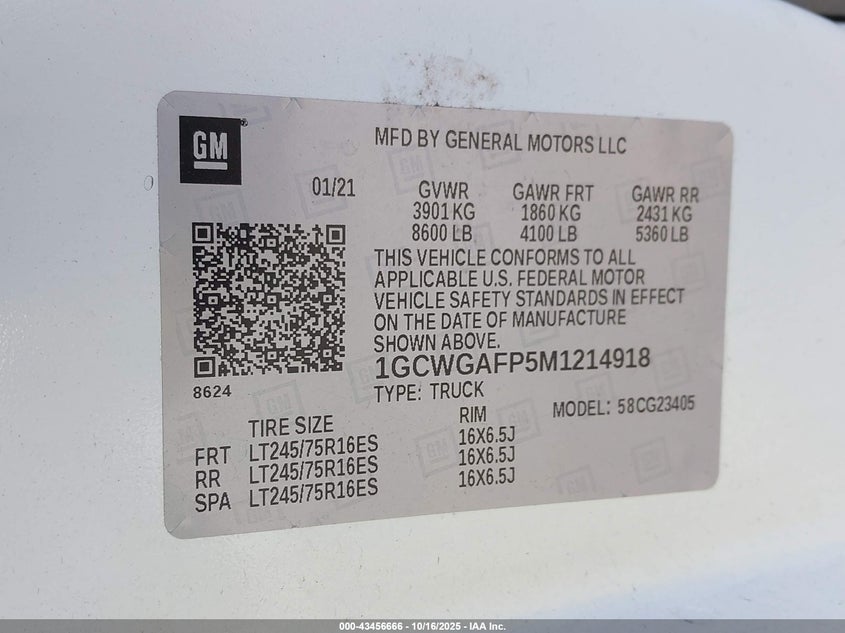 GM
MFD BY GENERAL MOTORS LLC
01/21
GVWR GAWR FRT GAWR RR
3901 KG 1860 KG 2431 KG
8600 LB 4100 LB 5360 LB
THIS VEHICLE CONFORMS TO ALL
APPLICABLE U.S. FEDERAL MOTOR
VEHICLE SAFETY STANDARDS IN EFFECT
ON THE DATE OF MANUFACTURE
SHOWN ABOVE.
1GCWGAFP5M1214918
8624
TYPE: TRUCK
MODEL: 58CG23405
TIRE SIZE RIM
FRT LT245/75R16ES 16X6.5J
RR LT245/75R16ES 16X6.5J
SPA LT245/75R16ES 16X6.5J
000-43456666 - 10/16/2025 - IAA Inc.